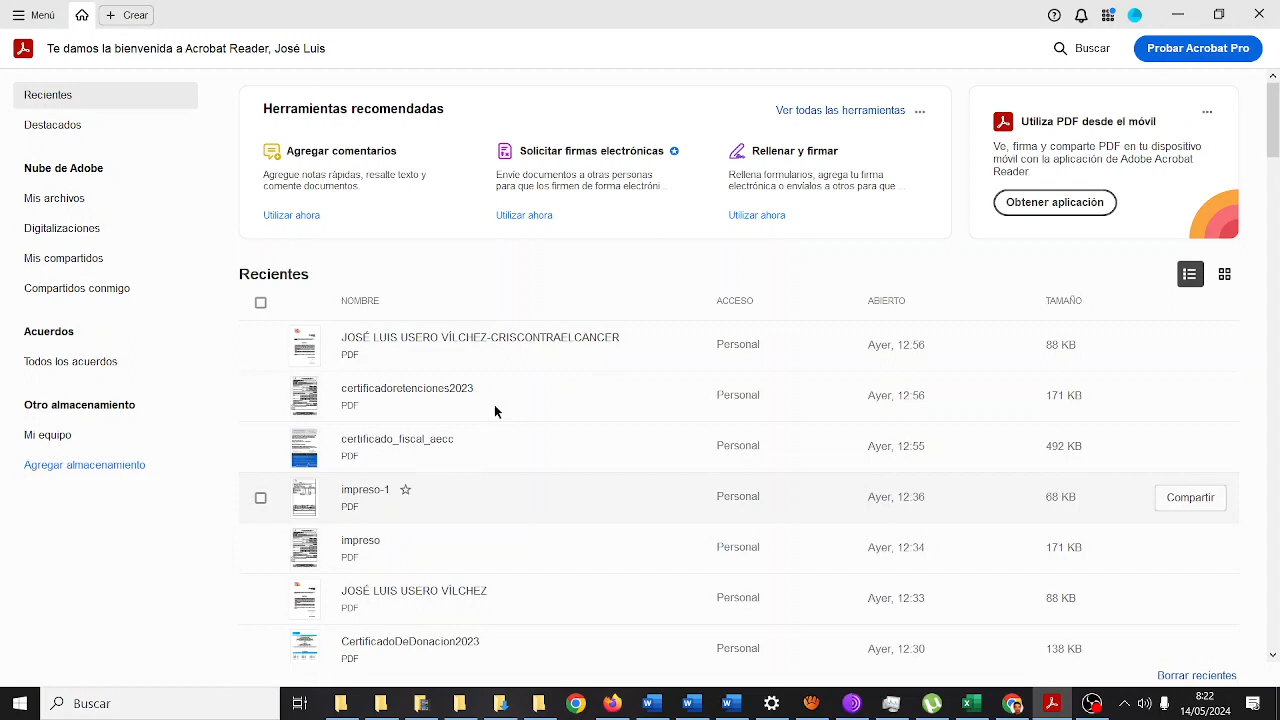 Menú
Crear
Te damos la bienvenida a Acrobat Reader, José Luis
Buscar
Probar Acrobat Pro
Recientes
Destacados
Nube de Adobe
Mis archivos
Digitalizaciones
Mis compartidos
Compartidos conmigo
Acuerdos
Todos los acuerdos
Otro almacenamiento
Mi equipo
Agregar almacenamiento
Herramientas recomendadas
Ver todas las herramientas
Agregar comentarios
Agregue notas rápidas, resalte texto y
comente documentos.
Utilizar ahora
Solicitar firmas electrónicas
Envíe documentos a otras personas
para que los firmen de forma electróni...
Utilizar ahora
Rellenar y firmar
Rellena formularios, agrega tu firma
electrónica o envíalos a otros para que ...
Utilizar ahora
Utiliza PDF desde el móvil
Ve, firma y comparte PDF en tu dispositivo
móvil con la aplicación de Adobe Acrobat
Reader
Obtener aplicación
Recientes
NOMBRE ACCESO ABIERTO TAMAÑO
JOSÉ LUIS USERO VÍLCHEZ-CRISCONTRAELCANCER
PDF
Personal Ayer, 12:56 88 KB
certificadoretenciones2023
PDF
Personal Ayer, 12:56 171 KB
certificado_fiscal_aecc
PDF
Personal Ayer, 12:55 492 KB
impreso-1
PDF
Personal Ayer, 12:36 68 KB
Compartir
impreso
PDF
Personal Ayer, 12:34 171 KB
JOSÉ LUIS USERO VÍLCHEZ
PDF
Personal 88 KB
PDF
138 KB
Borrar recientes
Buscar
8:22
14/05/2024